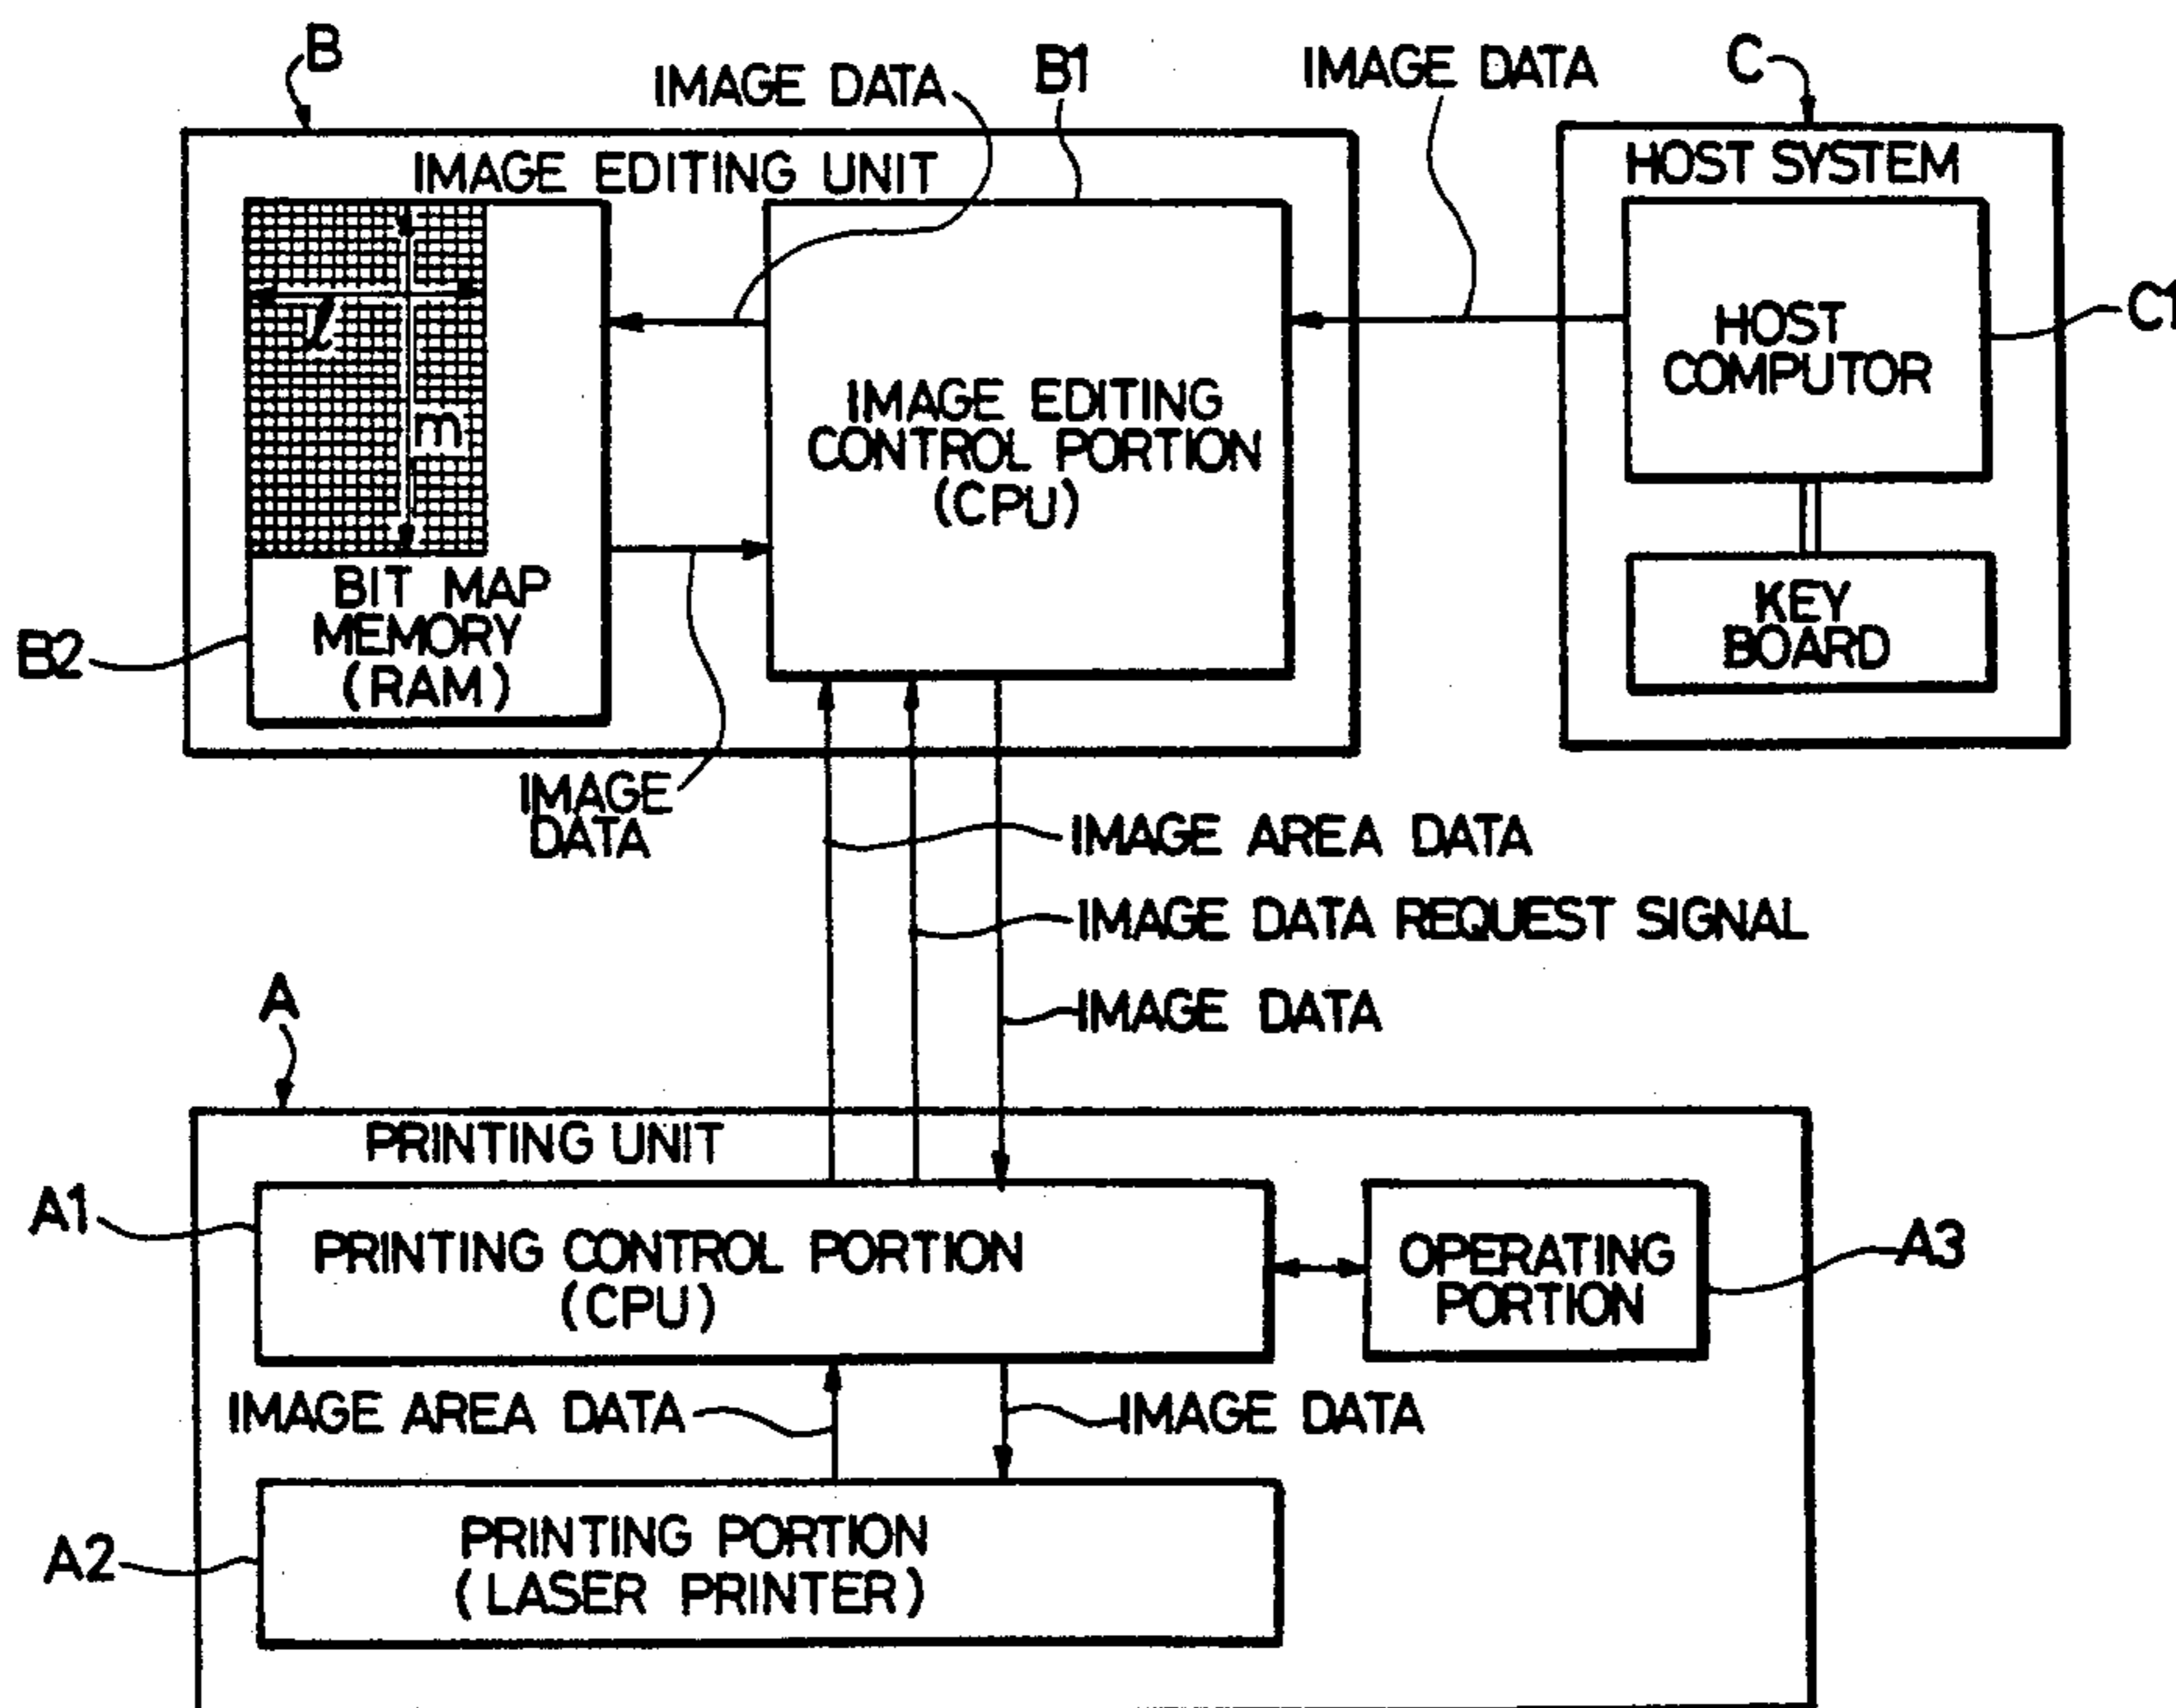 B
IMAGE DATA
B1
IMAGE DATA
C
IMAGE EDITING UNIT
HOST SYSTEM
l
m
BIT MAP
MEMORY
(RAM)
B2
IMAGE EDITING
CONTROL PORTION
(CPU)
HOST
COMPUTOR
C1
KEY
BOARD
IMAGE
DATA
IMAGE AREA DATA
IMAGE DATA REQUEST SIGNAL
IMAGE DATA
A
PRINTING UNIT
A1
PRINTING CONTROL PORTION
(CPU)
OPERATING
PORTION
A3
IMAGE AREA DATA
IMAGE DATA
A2
PRINTING PORTION
(LASER PRINTER)